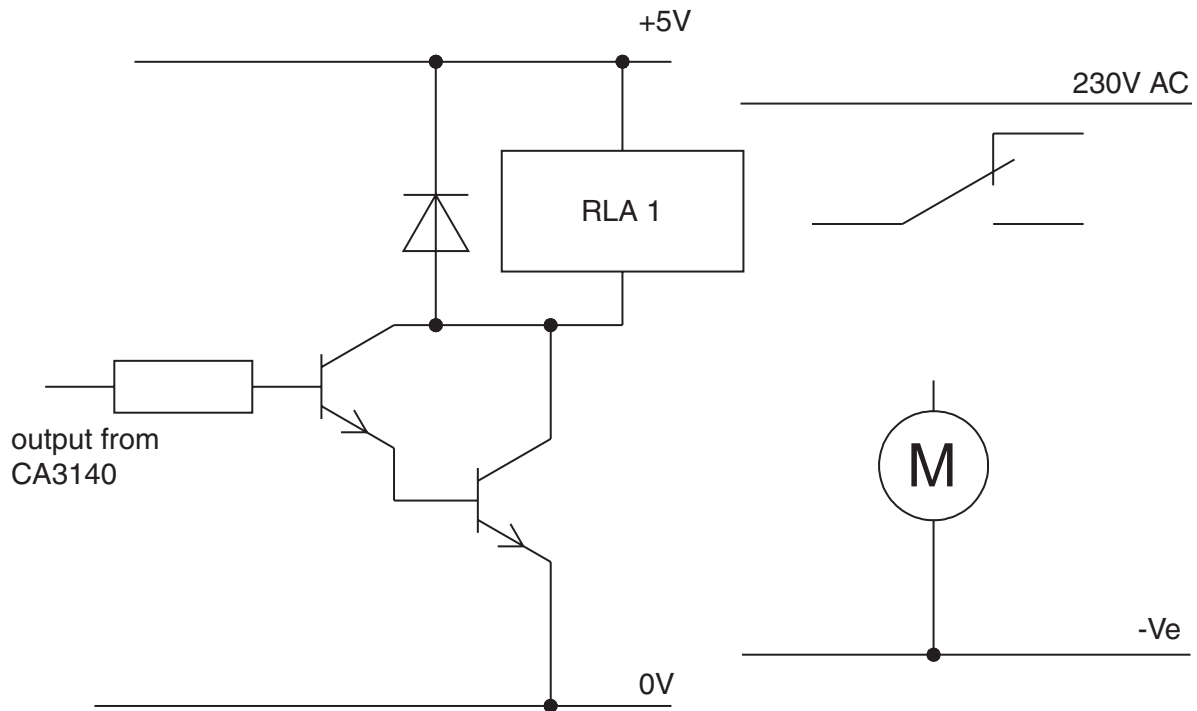 +5V
230V AC
RLA 1
output from
CA3140
M
-Ve
0V